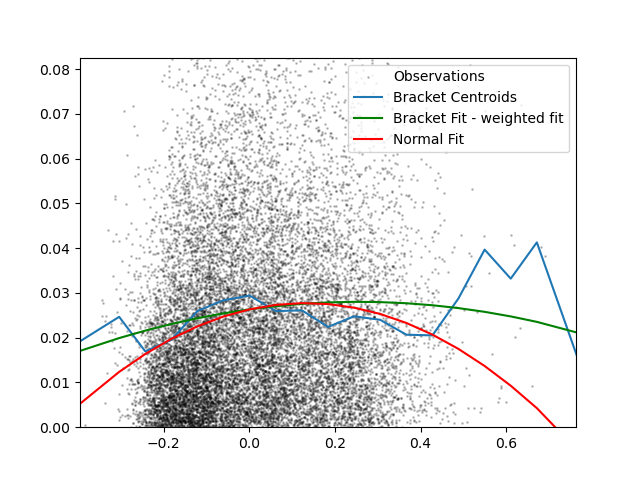 Observations
Bracket Centroids
Bracket Fit - weighted fit
Normal Fit
0.08
0.07
0.06
0.05
0.04
0.03
0.02
0.01
0.00
−0.2 0.0 0.2 0.4 0.6